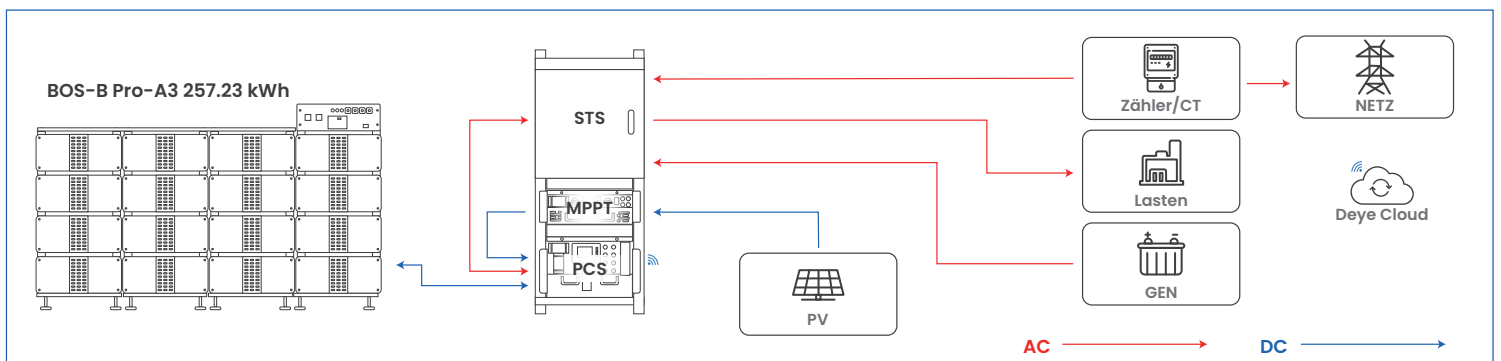 BOS-B Pro-A3 257.23 kWh
STS
MPPT
PCS
PV
Zähler/CT
NETZ
Lasten
Deye Cloud
GEN
AC
DC